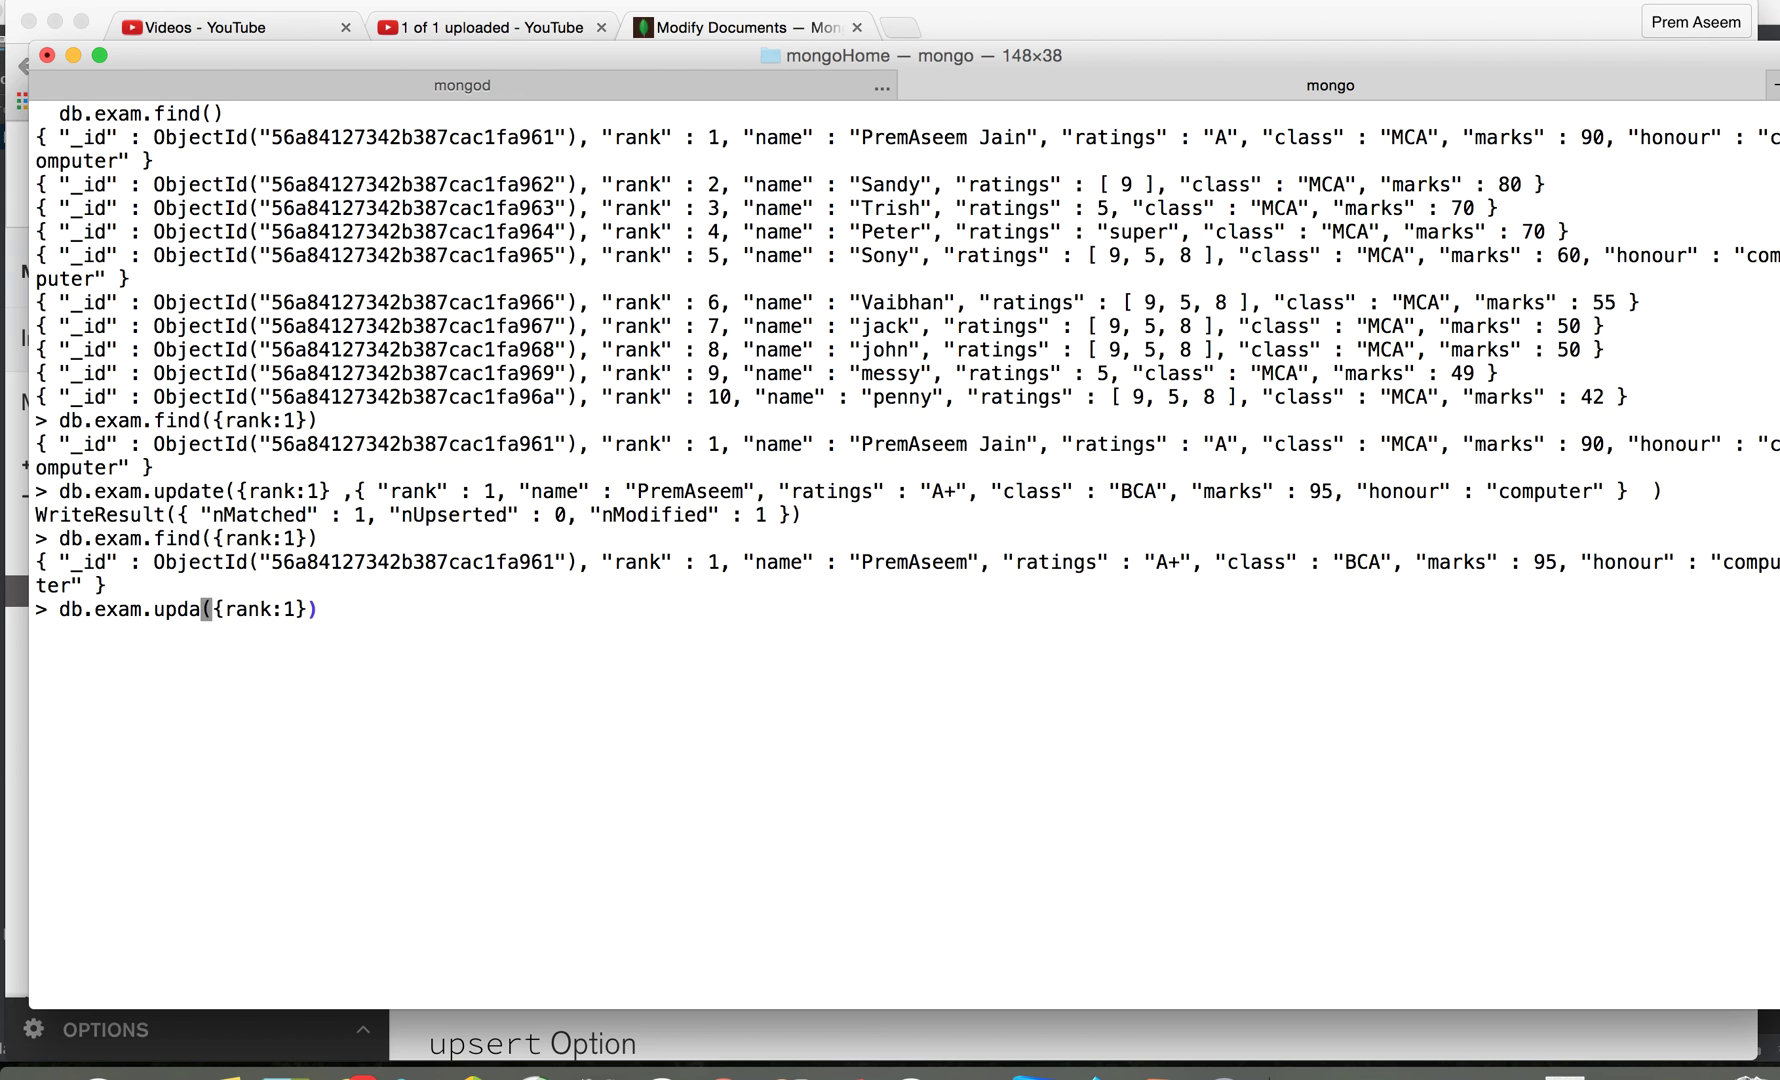 Videos - YouTube
1 of 1 uploaded - YouTube
Modify Documents — Mon
Prem Aseem
mongoHome — mongo — 148×38
mongod
...
mongo
db.exam.find()
{ "_id" : ObjectId("56a84127342b387cac1fa961"), "rank" : 1, "name" : "PremAseem Jain", "ratings" : "A", "class" : "MCA", "marks" : 90, "honour" : "c
omputer" }
{ "_id" : ObjectId("56a84127342b387cac1fa962"), "rank" : 2, "name" : "Sandy", "ratings" : [ 9 ], "class" : "MCA", "marks" : 80 }
{ "_id" : ObjectId("56a84127342b387cac1fa963"), "rank" : 3, "name" : "Trish", "ratings" : 5, "class" : "MCA", "marks" : 70 }
{ "_id" : ObjectId("56a84127342b387cac1fa964"), "rank" : 4, "name" : "Peter", "ratings" : "super", "class" : "MCA", "marks" : 70 }
{ "_id" : ObjectId("56a84127342b387cac1fa965"), "rank" : 5, "name" : "Sony", "ratings" : [ 9, 5, 8 ], "class" : "MCA", "marks" : 60, "honour" : "com
puter" }
{ "_id" : ObjectId("56a84127342b387cac1fa966"), "rank" : 6, "name" : "Vaibhan", "ratings" : [ 9, 5, 8 ], "class" : "MCA", "marks" : 55 }
{ "_id" : ObjectId("56a84127342b387cac1fa967"), "rank" : 7, "name" : "jack", "ratings" : [ 9, 5, 8 ], "class" : "MCA", "marks" : 50 }
{ "_id" : ObjectId("56a84127342b387cac1fa968"), "rank" : 8, "name" : "john", "ratings" : [ 9, 5, 8 ], "class" : "MCA", "marks" : 50 }
{ "_id" : ObjectId("56a84127342b387cac1fa969"), "rank" : 9, "name" : "messy", "ratings" : 5, "class" : "MCA", "marks" : 49 }
{ "_id" : ObjectId("56a84127342b387cac1fa96a"), "rank" : 10, "name" : "penny", "ratings" : [ 9, 5, 8 ], "class" : "MCA", "marks" : 42 }
> db.exam.find({rank:1})
{ "_id" : ObjectId("56a84127342b387cac1fa961"), "rank" : 1, "name" : "PremAseem Jain", "ratings" : "A", "class" : "MCA", "marks" : 90, "honour" : "c
omputer" }
> db.exam.update({rank:1} ,{ "rank" : 1, "name" : "PremAseem", "ratings" : "A+", "class" : "BCA", "marks" : 95, "honour" : "computer" }  )
WriteResult({ "nMatched" : 1, "nUpserted" : 0, "nModified" : 1 })
> db.exam.find({rank:1})
{ "_id" : ObjectId("56a84127342b387cac1fa961"), "rank" : 1, "name" : "PremAseem", "ratings" : "A+", "class" : "BCA", "marks" : 95, "honour" : "compu
ter" }
> db.exam.upda({rank:1})
OPTIONS
upsert Option